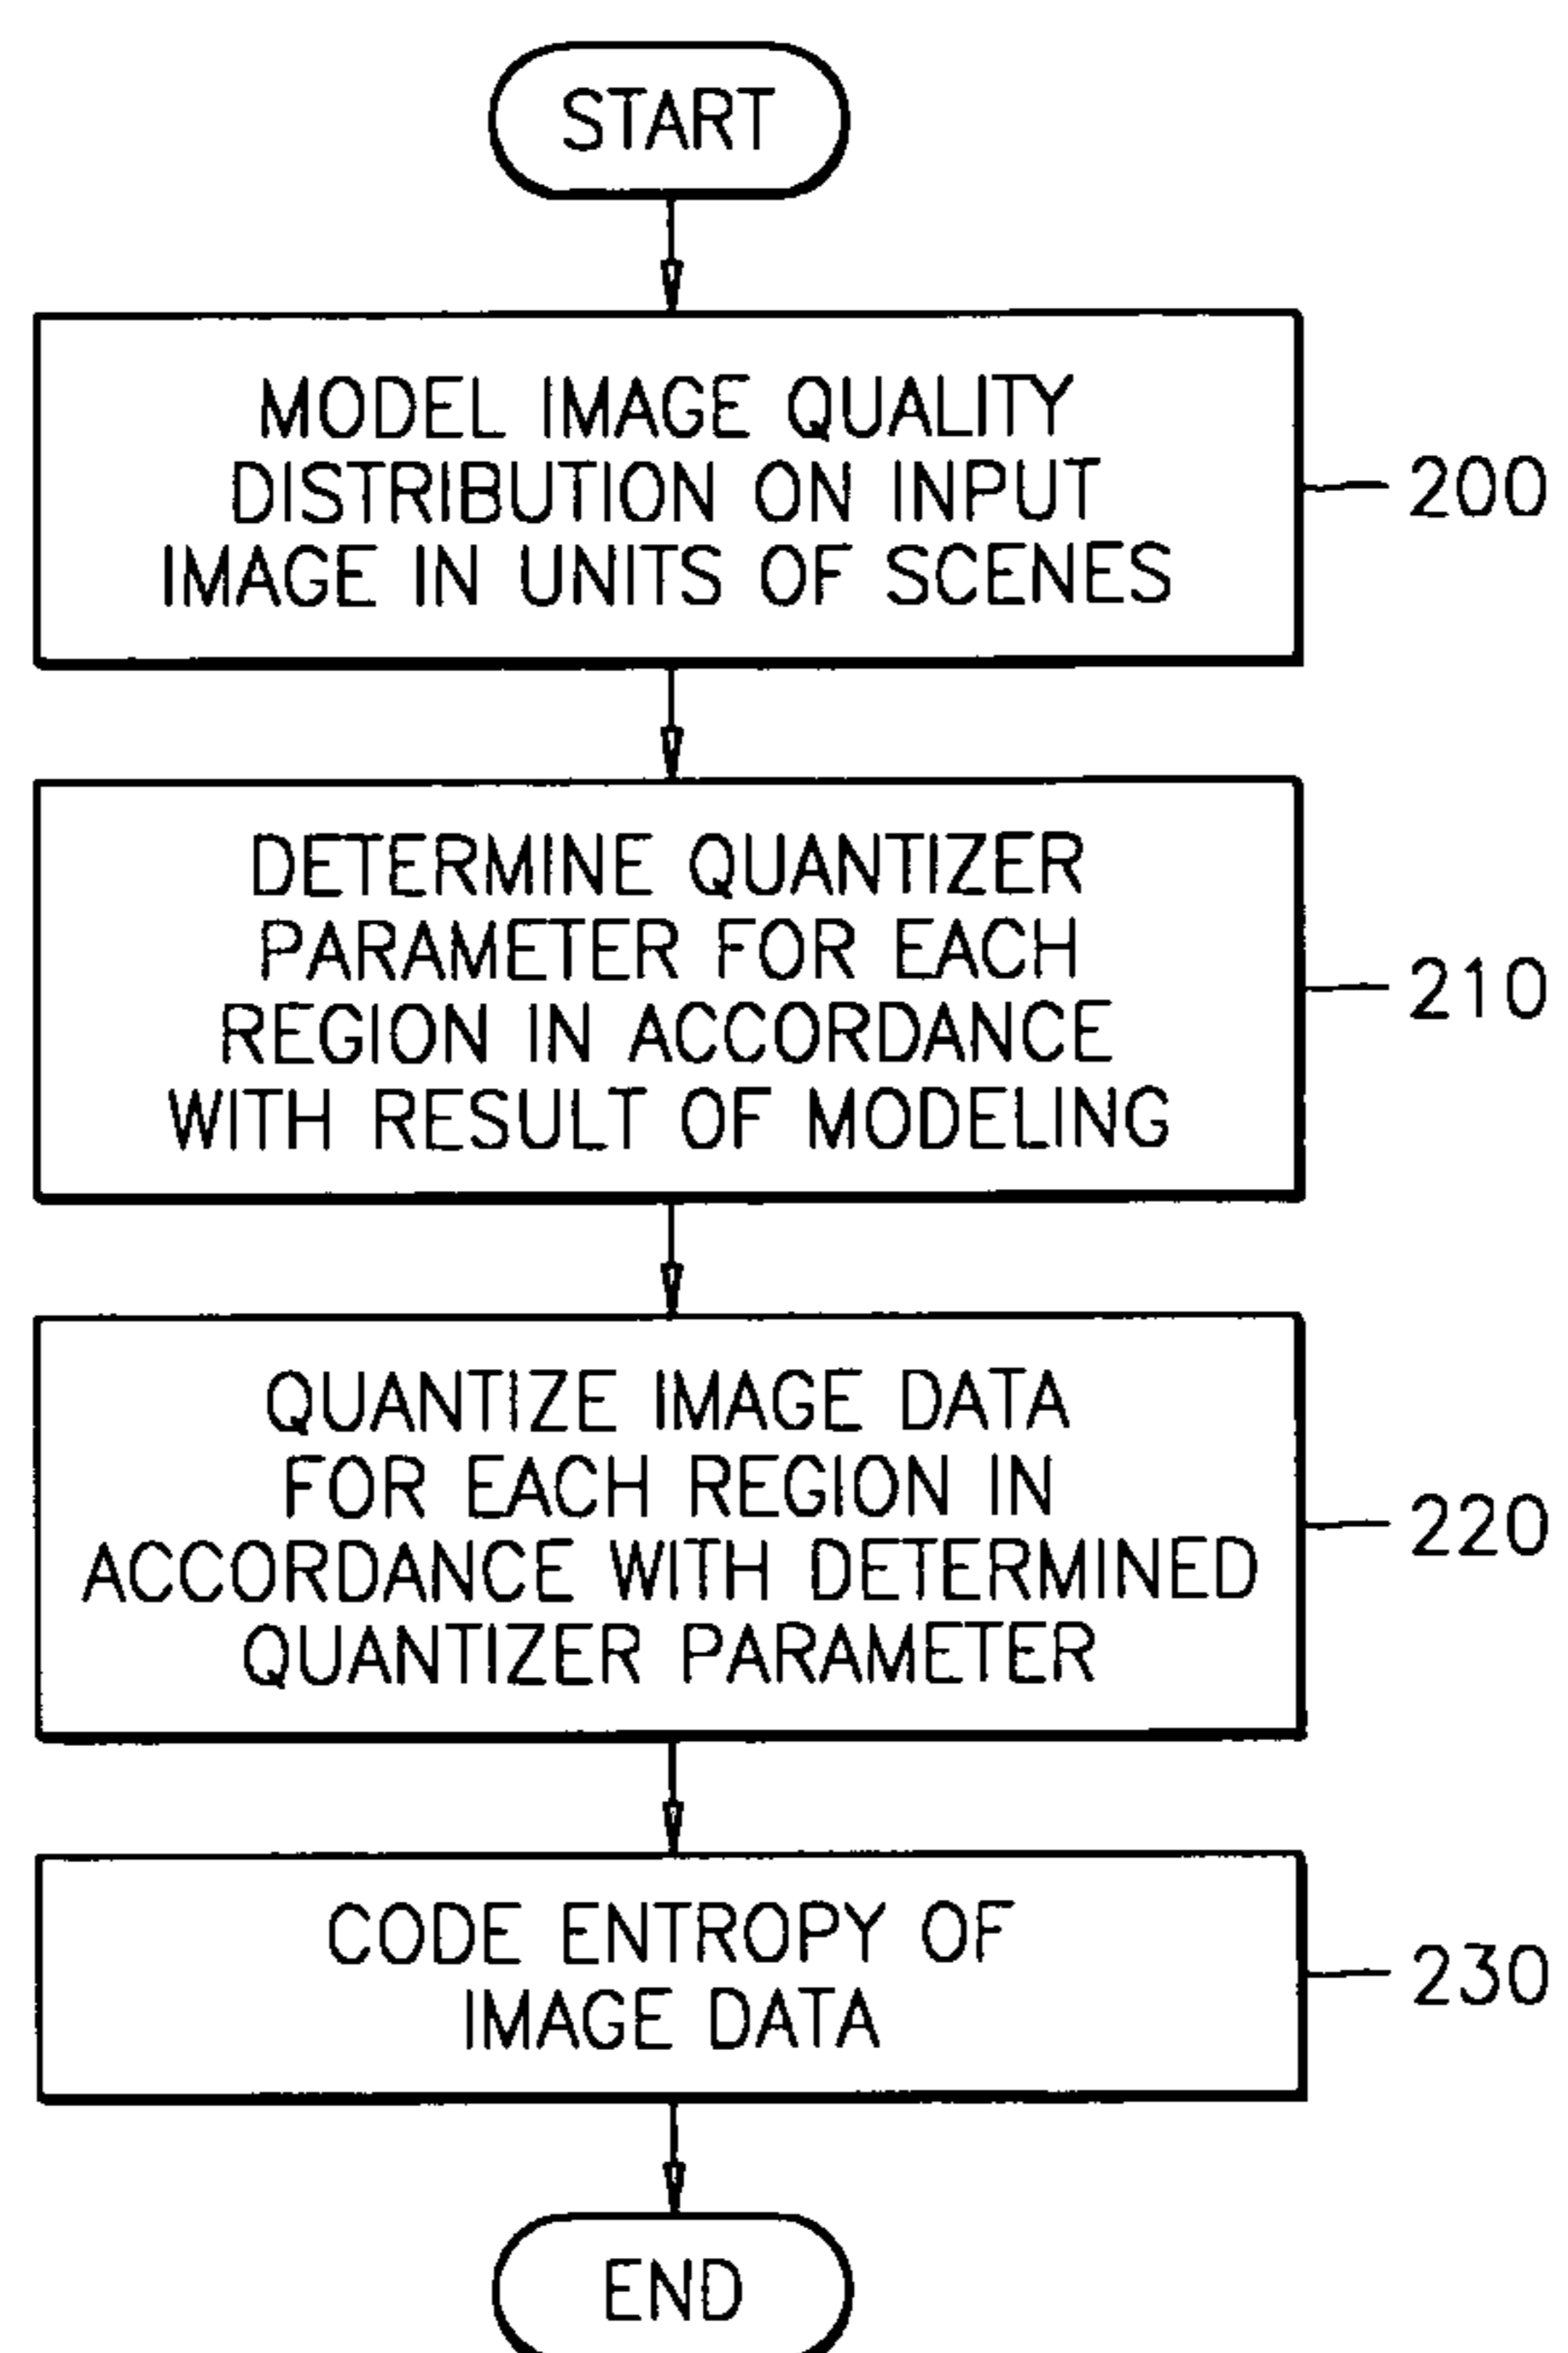 START
MODEL IMAGE QUALITY
DISTRIBUTION ON INPUT
IMAGE IN UNITS OF SCENES
200
DETERMINE QUANTIZER
PARAMETER FOR EACH
REGION IN ACCORDANCE
WITH RESULT OF MODELING
210
QUANTIZE IMAGE DATA
FOR EACH REGION IN
ACCORDANCE WITH DETERMINED
QUANTIZER PARAMETER
220
CODE ENTROPY OF
IMAGE DATA
230
END